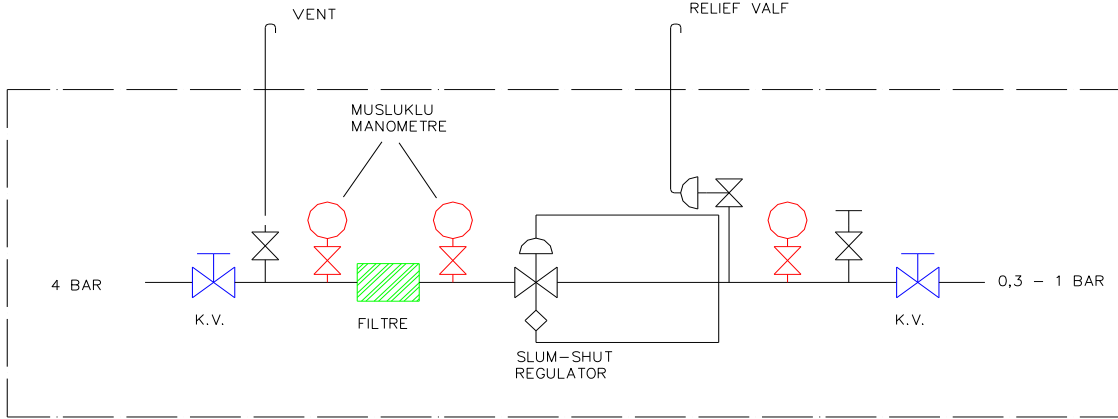 VENT
RELIEF VALF
MUSLUKLU
MANOMETRE
4 BAR
0,3 - 1 BAR
K.V.
FILTRE
K.V.
SLUM-SHUT
REGULATOR